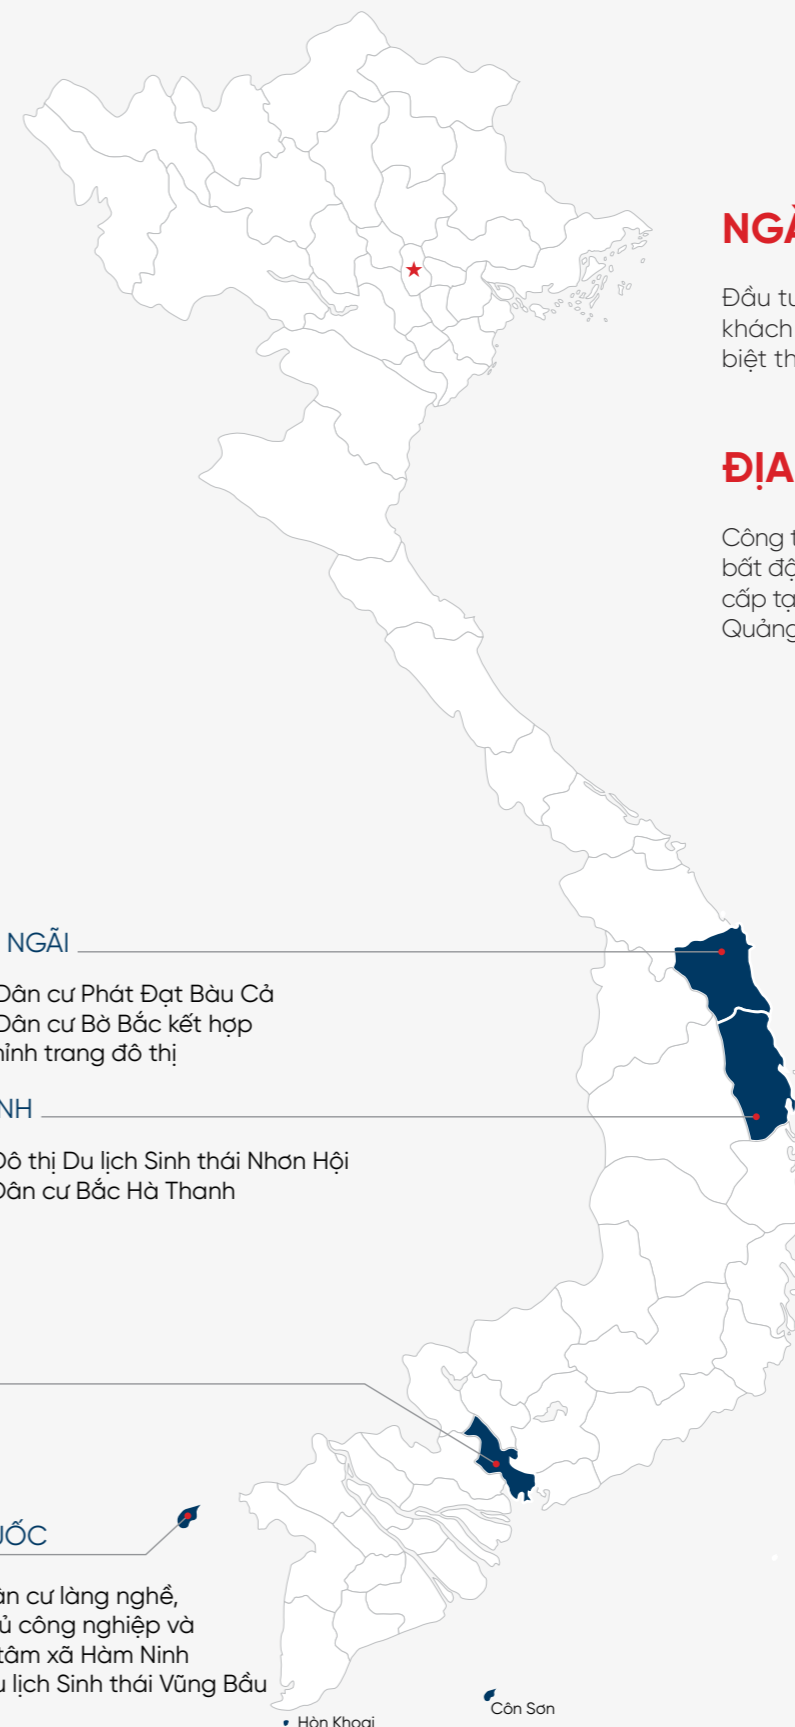 NGÀ
Đầu tư
khách
biệt th
ĐỊA
Công t
bất độ
cấp tạ
Quảng
NGÃI
Dân cư Phát Đạt Bàu Cả
Dân cư Bờ Bắc kết hợp
hỉnh trang đô thị
NH
Đô thị Du lịch Sinh thái Nhơn Hội
Dân cư Bắc Hà Thanh
UỐC
ân cư làng nghề,
ủ công nghiệp và
tâm xã Hàm Ninh
u lịch Sinh thái Vũng Bầu
Côn Sơn
Hòn Khoai